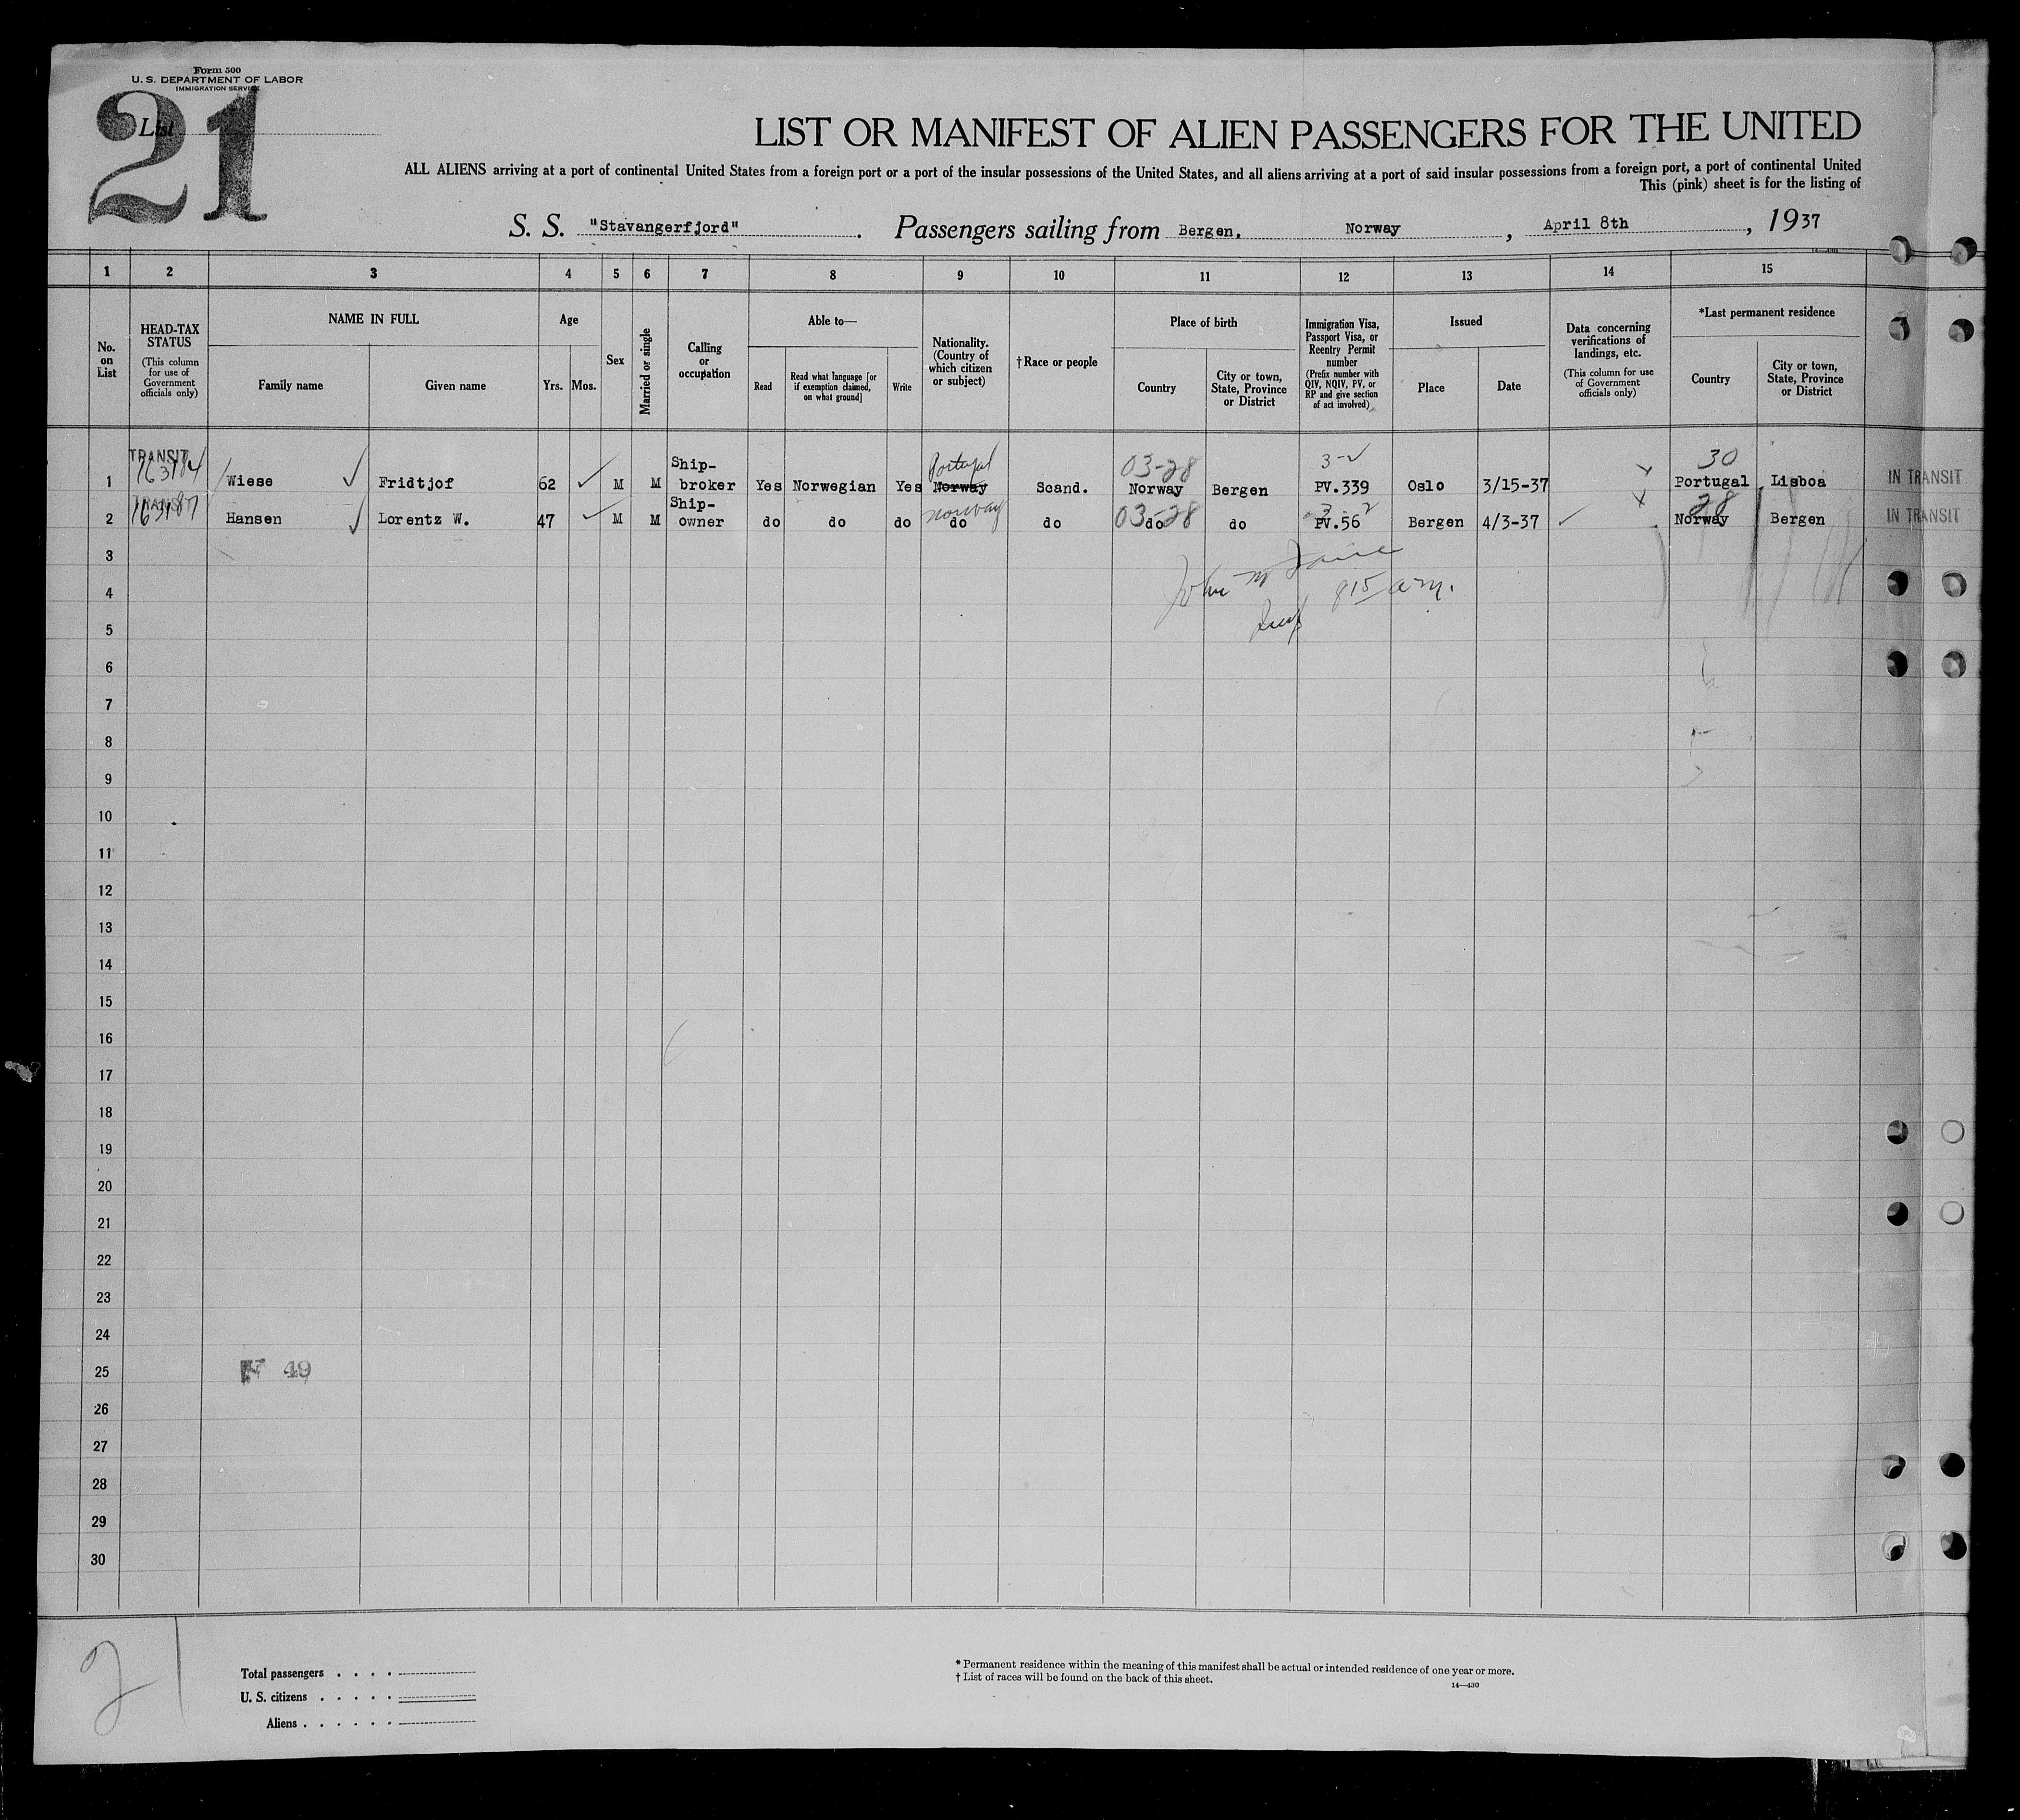 Form 500
U. S. DEPARTMENT OF LABOR
IMMIGRATION SERVICE
List
21
LIST OR MANIFEST OF ALIEN PASSENGERS FOR THE UNITED
ALL ALIENS arriving at a port of continental United States from a foreign port or a port of the insular possessions of the United States, and all aliens arriving at a port of said insular possessions from a foreign port, a port of continental United
This (pink) sheet is for the listing of
S. S. "Stavangerfjord" . Passengers sailing from Bergen, Norway , April 8th , 1937
14—430
1 2 3 4 5 6 7 8 9 10 11 12 13 14 15
No. on List
HEAD-TAX STATUS
(This column for use of Government officials only)
NAME IN FULL
Family name Given name
Age
Yrs. Mos.
Sex
Married or single
Calling or occupation
Able to—
Read
Read what language [or if exemption claimed, on what ground]
Write
Nationality. (Country of which citizen or subject)
†Race or people
Place of birth
Country
City or town, State, Province or District
Immigration Visa, Passport Visa, or Reentry Permit number
(Prefix number with QIV, NQIV, PV, or RP and give section of act involved)
Issued
Place Date
Data concerning verifications of landings, etc.
(This column for use of Government officials only)
*Last permanent residence
Country
City or town, State, Province or District
TRANSIT Portugal 03-28 3-2 30
1 163184 Wiese Fridtjof 62 M M Ship-broker Yes Norwegian Yes Norway Scand. Norway Bergen PV.339 Oslo 3/15-37 Portugal Lisboa IN TRANSIT
TRANSIT Norway 03-28 3-2 28
2 163187 Hansen Lorentz W. 47 M M Ship-owner do do do do do do do PV.56 Bergen 4/3-37 Norway Bergen IN TRANSIT
3
John M
4
815 am.
5
6
7
8
9
10
11
12
13
14
15
16
17
18
19
20
21
22
23
24
25 49
26
27
28
29
30
21
Total passengers . . . .
U. S. citizens . . . . .
Aliens . . . . . .
* Permanent residence within the meaning of this manifest shall be actual or intended residence of one year or more.
† List of races will be found on the back of this sheet.
14—430